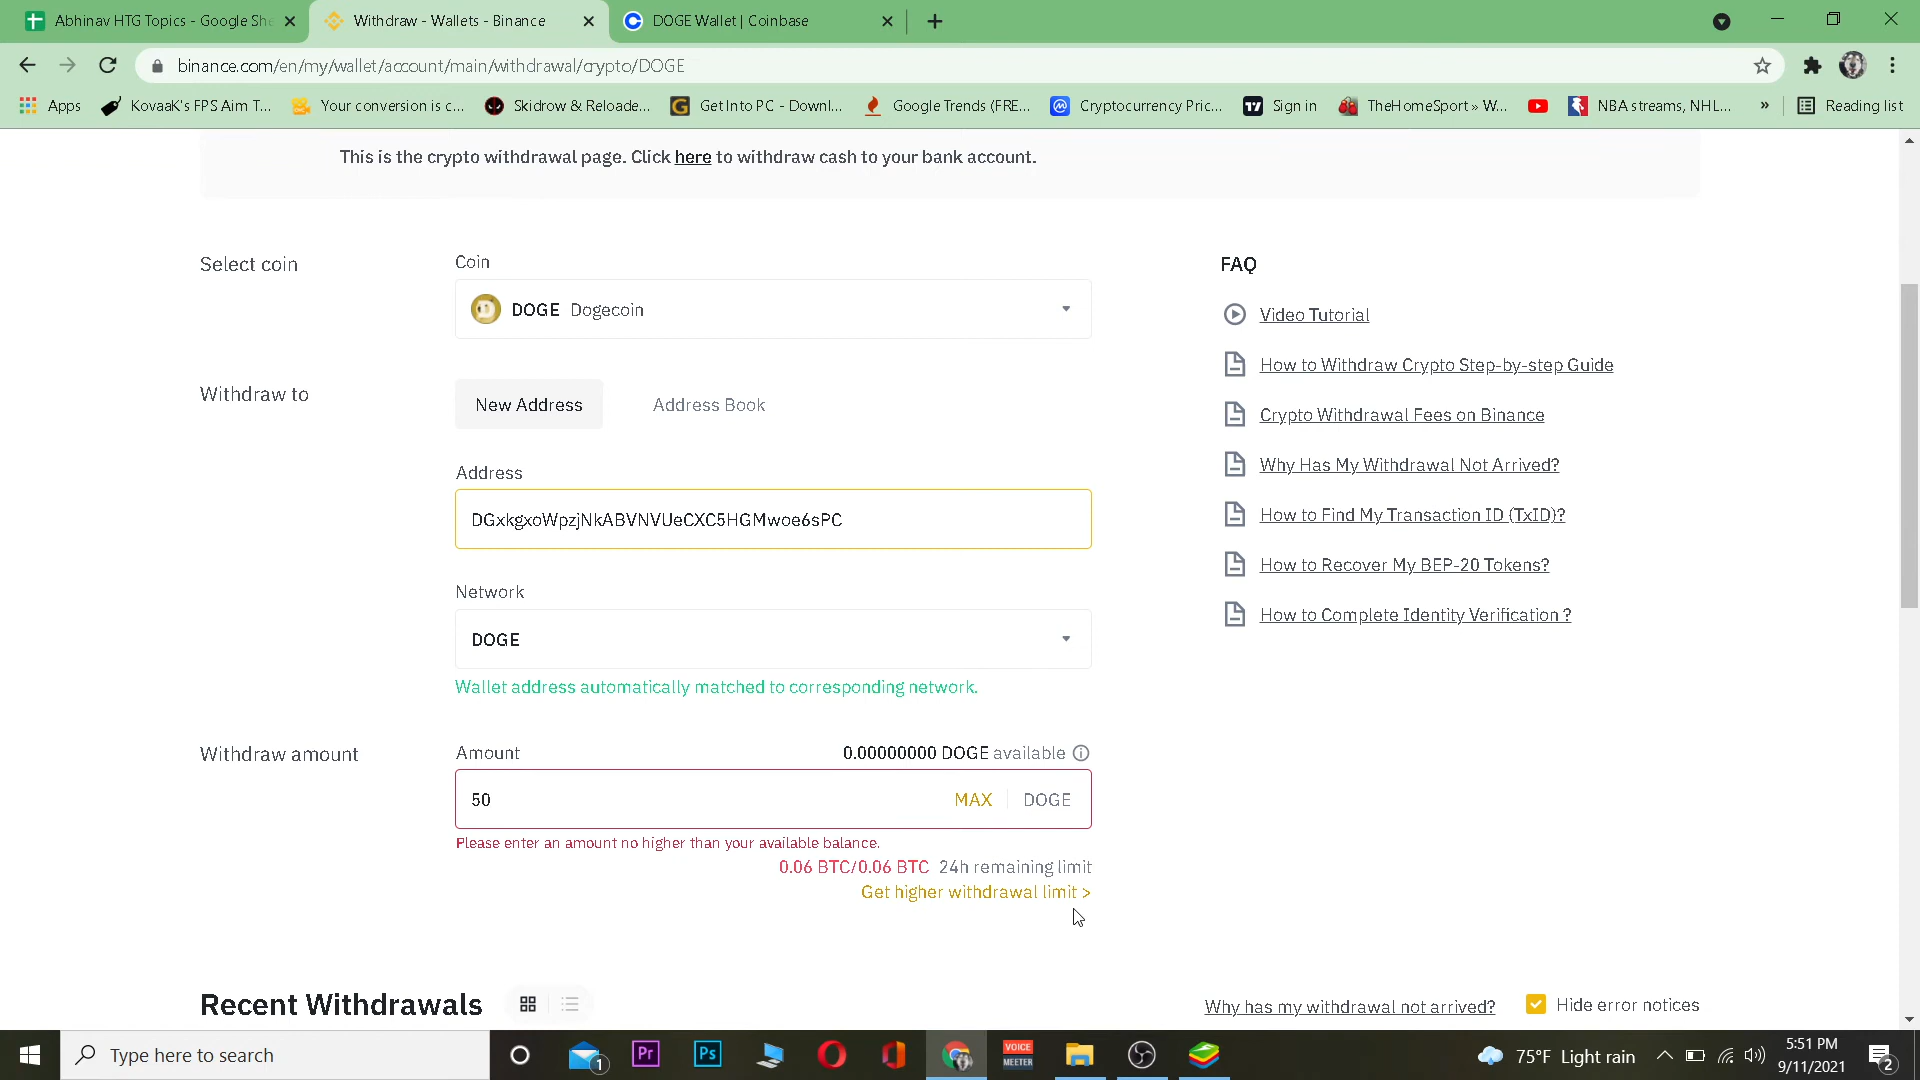 Abhinav HTG Topics - Google She
Withdraw - Wallets - Binance
DOGE Wallet | Coinbase
binance.com/en/my/wallet/account/main/withdrawal/crypto/DOGE
Apps
KovaaK's FPS Aim T...
Your conversion is c...
Skidrow & Reloade...
Get Into PC - Downl...
Google Trends (FRE...
Cryptocurrency Pric...
Sign in
TheHomeSport » W...
NBA streams, NHL...
»
Reading list
This is the crypto withdrawal page. Click here to withdraw cash to your bank account.
Select coin
Coin
DOGE Dogecoin
Withdraw to
New Address
Address Book
Address
DGxkgxoWpzjNkABVNVUeCXC5HGMwoe6sPC
Network
DOGE
Wallet address automatically matched to corresponding network.
Withdraw amount
Amount
0.00000000 DOGE available
50
MAX
DOGE
Please enter an amount no higher than your available balance.
0.06 BTC/0.06 BTC 24h remaining limit
Get higher withdrawal limit >
FAQ
Video Tutorial
How to Withdraw Crypto Step-by-step Guide
Crypto Withdrawal Fees on Binance
Why Has My Withdrawal Not Arrived?
How to Find My Transaction ID (TxID)?
How to Recover My BEP-20 Tokens?
How to Complete Identity Verification ?
Recent Withdrawals
Why has my withdrawal not arrived?
Hide error notices
Type here to search
1
Pr
Ps
VOICE
MEETER
75°F Light rain
5:51 PM
9/11/2021
2